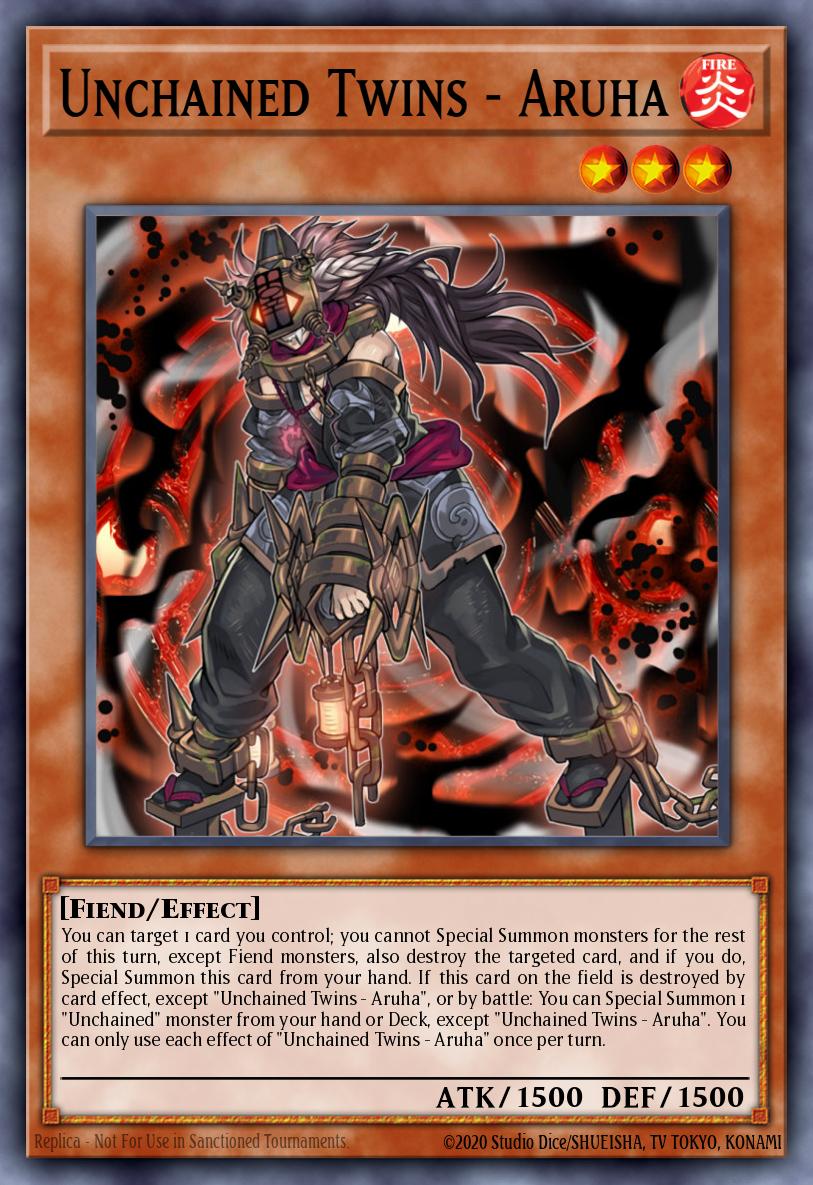 Unchained Twins - Aruha
FIRE
炎
[Fiend/Effect]
You can target 1 card you control; you cannot Special Summon monsters for the rest
of this turn, except Fiend monsters, also destroy the targeted card, and if you do,
Special Summon this card from your hand. If this card on the field is destroyed by
card effect, except "Unchained Twins - Aruha", or by battle: You can Special Summon 1
"Unchained" monster from your hand or Deck, except "Unchained Twins - Aruha". You
can only use each effect of "Unchained Twins - Aruha" once per turn.
ATK/1500 DEF/1500
Replica - Not For Use in Sanctioned Tournaments.
©2020 Studio Dice/SHUEISHA, TV TOKYO, KONAMI